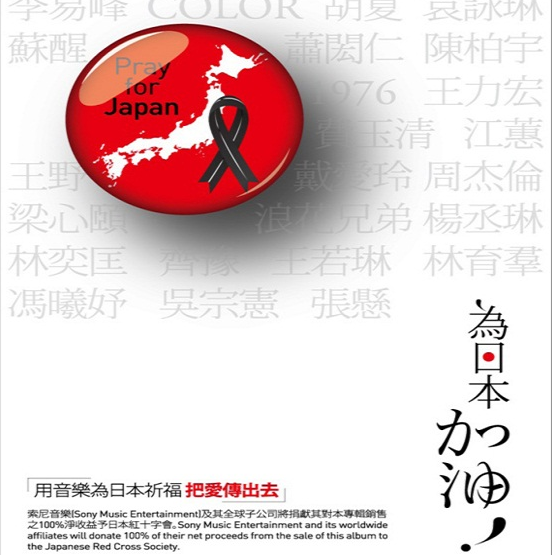 李易峰 COLOR 胡夏 袁詠琳
蘇醒 蕭閎仁 陳柏宇
Pray
for
Japan
976 王力宏
費玉清 江蕙
王野 戴愛玲 周杰倫
梁心頤 浪花兄弟 楊丞琳
林奕匡 齊豫 王若琳 林育羣
馮曦妤 吳宗憲 張懸
為日本
加油!
用音樂為日本祈福 把愛傳出去
索尼音樂(Sony Music Entertainment)及其全球子公司將捐獻其對本專輯銷售
之100%淨收益予日本紅十字會。Sony Music Entertainment and its worldwide
affiliates will donate 100% of their net proceeds from the sale of this album to
the Japanese Red Cross Society.